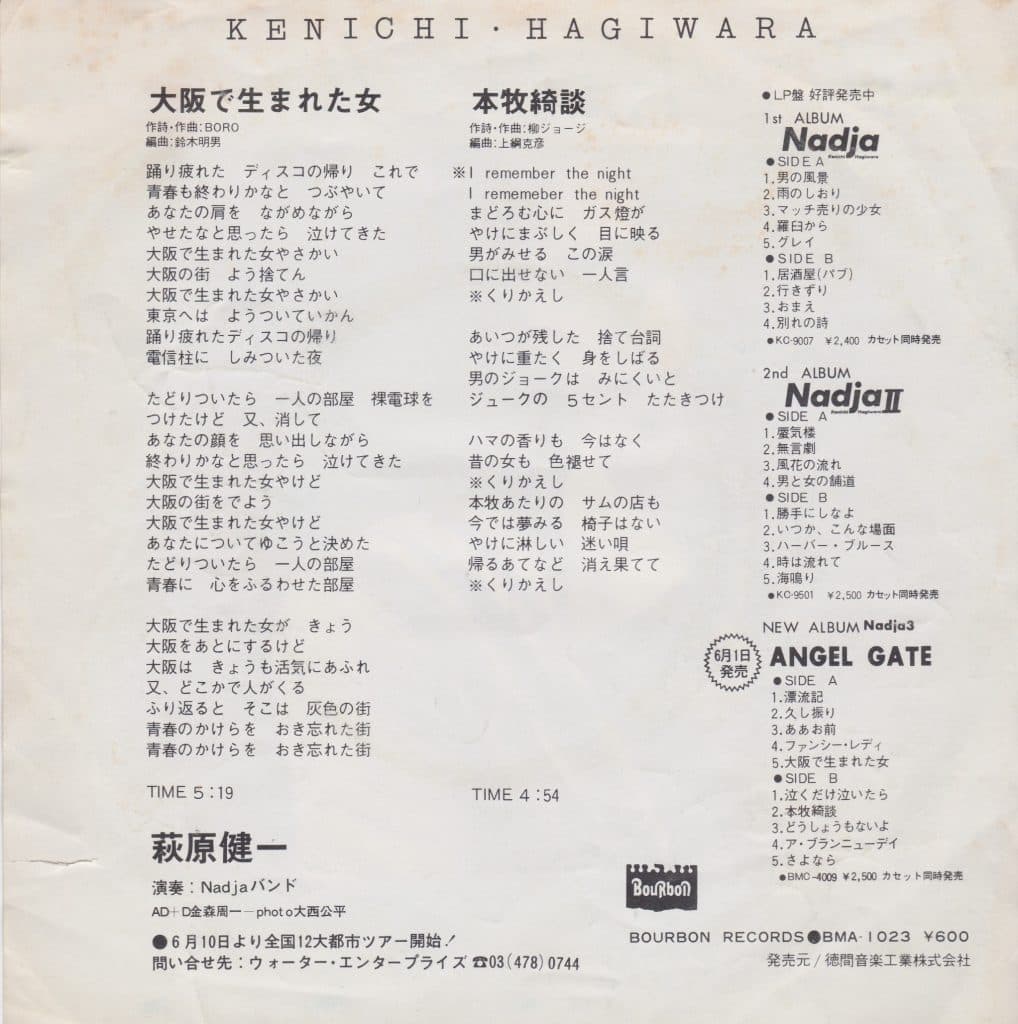 KENICHI・HAGIWARA
大阪で生まれた女
作詩・作曲:BORO
編曲:鈴木明男
踊り疲れた　ディスコの帰り　これで
青春も終わりかなと　つぶやいて
あなたの肩を　ながめながら
やせたなと思ったら　泣けてきた
大阪で生まれた女やさかい
大阪の街　よう捨てん
大阪で生まれた女やさかい
東京へは　ようついていかん
踊り疲れたディスコの帰り
電信柱に　しみついた夜
たどりついたら　一人の部屋　裸電球を
つけたけど　又、消して
あなたの顔を　思い出しながら
終わりかなと思ったら　泣けてきた
大阪で生まれた女やけど
大阪の街をでよう
大阪で生まれた女やけど
あなたについてゆこうと決めた
たどりついたら　一人の部屋
青春に　心をふるわせた部屋
大阪で生まれた女が　きょう
大阪をあとにするけど
大阪は　きょうも活気にあふれ
又、どこかで人がくる
ふり返ると　そこは　灰色の街
青春のかけらを　おき忘れた街
青春のかけらを　おき忘れた街
TIME 5:19
本牧綺談
作詩・作曲:柳ジョージ
編曲:上綱克彦
※I remember the night
I rememeber the night
まどろむ心に　ガス燈が
やけにまぶしく　目に映る
男がみせる　この涙
口に出せない　一人言
※くりかえし
あいつが残した　捨て台詞
やけに重たく　身をしばる
男のジョークは　みにくいと
ジュークの　5セント　たたきつけ
ハマの香りも　今はなく
昔の女も　色褪せて
※くりかえし
本牧あたりの　サムの店も
今では夢みる　椅子はない
やけに淋しい　迷い唄
帰るあてなど　消え果てて
※くりかえし
TIME 4:54
●LP盤 好評発売中
1st ALBUM
Nadja
Kenichi Hagiwara
●SIDE A
1.男の風景
2.雨のしおり
3.マッチ売りの少女
4.羅臼から
5.グレイ
●SIDE B
1.居酒屋(パブ)
2.行きずり
3.おまえ
4.別れの詩
●KC-9007 ¥2,400 カセット同時発売
2nd ALBUM
Nadja II
Kenichi Hagiwara
●SIDE A
1.蜃気楼
2.無言劇
3.風花の流れ
4.男と女の舗道
●SIDE B
1.勝手にしなよ
2.いつか、こんな場面
3.ハーバー・ブルース
4.時は流れて
5.海鳴り
●KC-9501 ¥2,500 カセット同時発売
NEW ALBUM Nadja3
6月1日
発売
ANGEL GATE
●SIDE A
1.漂流記
2.久し振り
3.ああお前
4.ファンシー・レディ
5.大阪で生まれた女
●SIDE B
1.泣くだけ泣いたら
2.本牧綺談
3.どうしょうもないよ
4.ア・ブランニューデイ
5.さよなら
●BMC-4009 ¥2,500 カセット同時発売
萩原健一
演奏:Nadjaバンド
AD+D金森周一―photo大西公平
●6月10日より全国12大都市ツアー開始!
問い合せ先:ウォーター・エンタープライズ☎03(478)0744
BouRboN
BOURBON RECORDS●BMA-1023 ¥600
発売元/徳間音楽工業株式会社